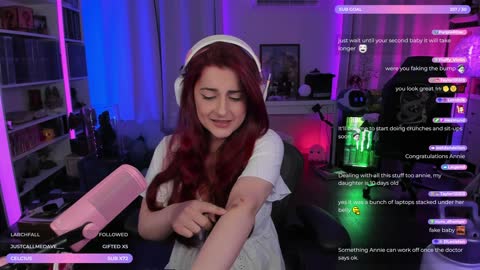 SUB GOAL
just wait until your second baby it will take
longer
were you faking the bump
you look great
It'll
to start doing crunches and sit-ups
soon
Congratulations Annie
Dealing with all this stuff too annie, my
daughter is 10 days old
yes it was a bunch of laptops stacked under her
belly
fake baby
Something Annie can work off once the doctor
says ok.
LARCHFALL FOLLOWED
JUSTCALLMEDAVE GIFTED X5
CELCIUS SUB X73